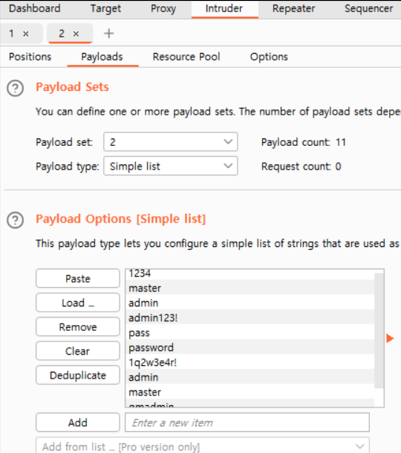 Dashboard Target Proxy Intruder Repeater Sequencer
1 × 2 × +
Positions Payloads Resource Pool Options
? Payload Sets
You can define one or more payload sets. The number of payload sets depe
Payload set: 2 Payload count: 11
Payload type: Simple list Request count: 0
? Payload Options [Simple list]
This payload type lets you configure a simple list of strings that are used as
Paste
Load ...
Remove
Clear
Deduplicate
1234
master
admin
admin123!
pass
password
1q2w3e4r!
admin
master
qmadmin
Add Enter a new item
Add from list ... [Pro version only]